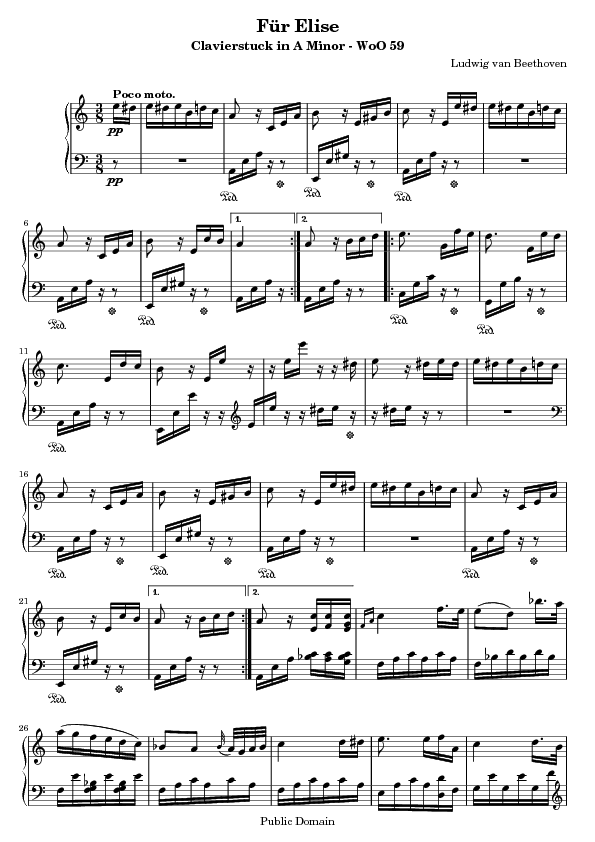 Für Elise
Clavierstuck in A Minor - WoO 59
Ludwig van Beethoven
Poco moto.
3 8
pp
3 8
pp
Ped. Ped. Ped.
6
1. 2.
Ped. Ped. Ped. Ped.
11
Ped.
16
Ped. Ped. Ped. Ped.
21
1. 2.
Ped.
26
Public Domain